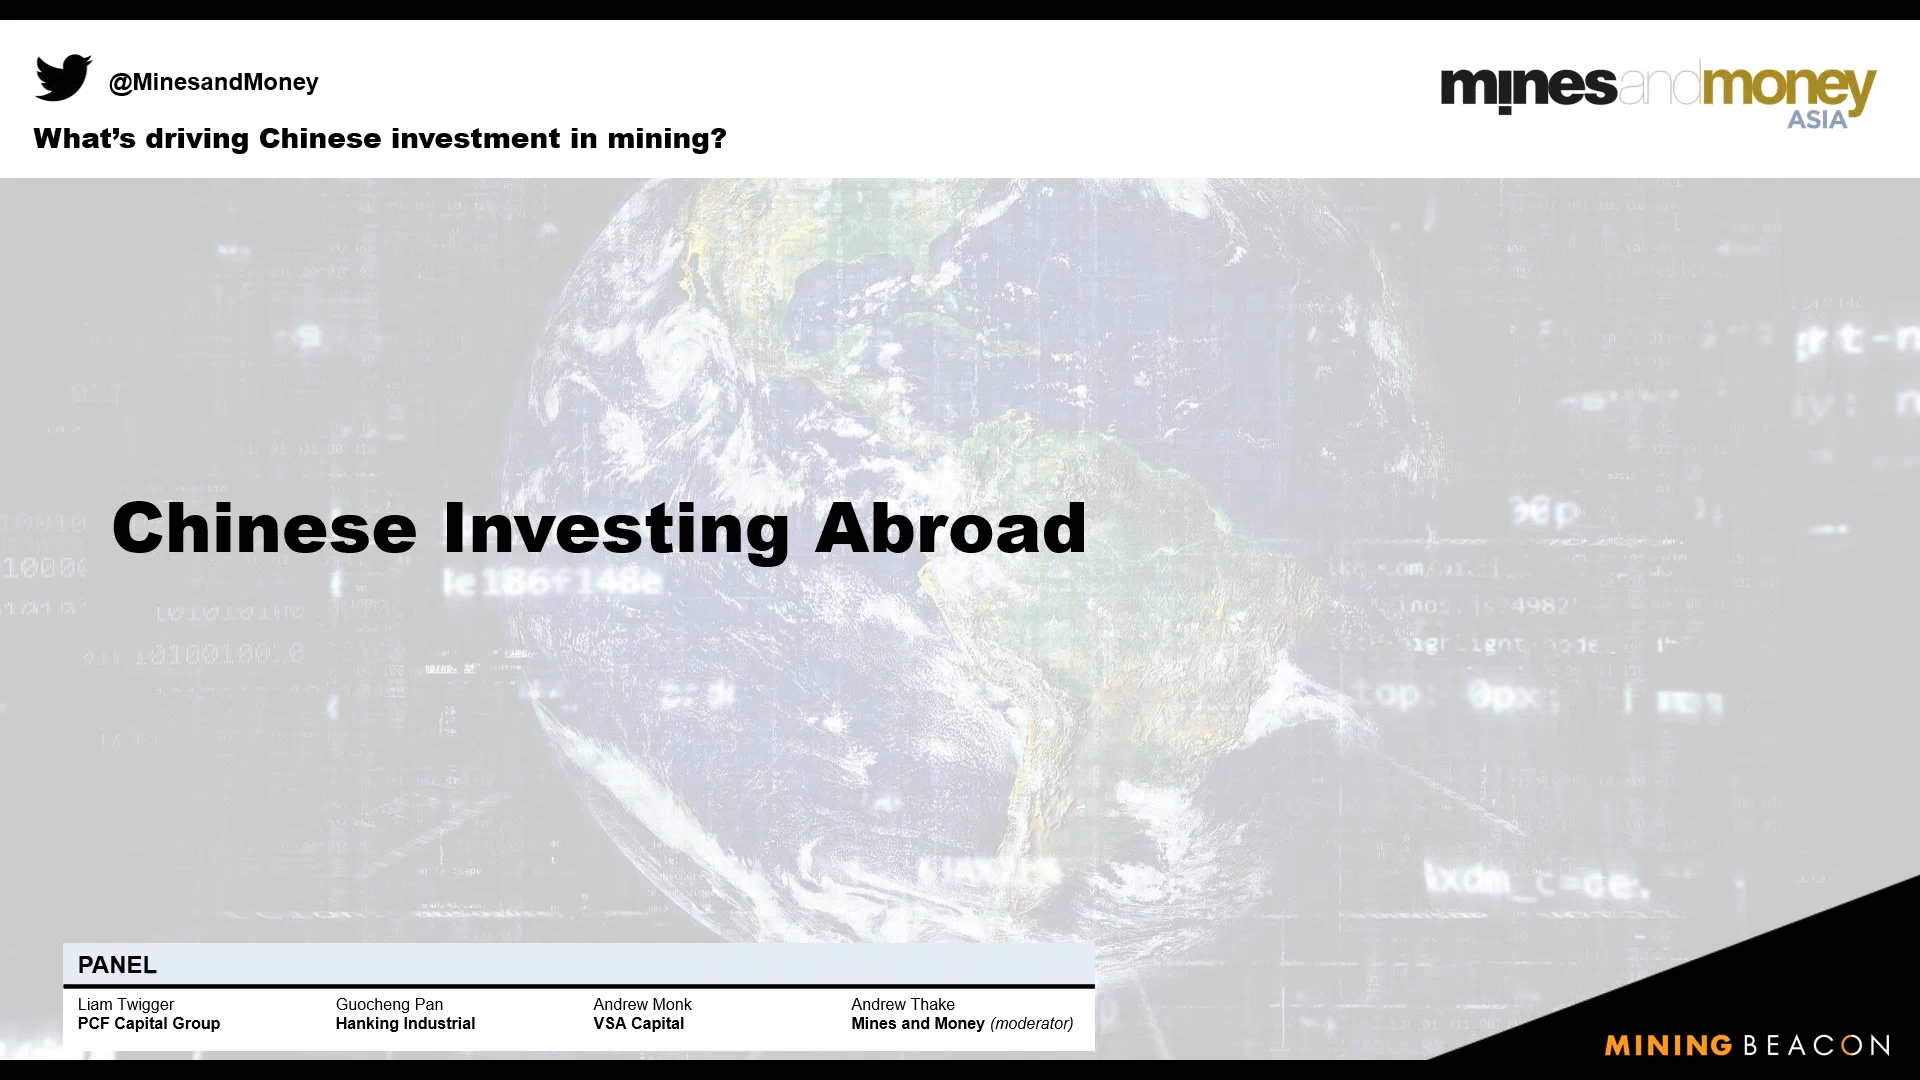 @MinesandMoney
minesandmoney
ASIA
What’s driving Chinese investment in mining?
Chinese Investing Abroad
PANEL
Liam Twigger
PCF Capital Group
Guocheng Pan
Hanking Industrial
Andrew Monk
VSA Capital
Andrew Thake
Mines and Money (moderator)
MINING BEACON